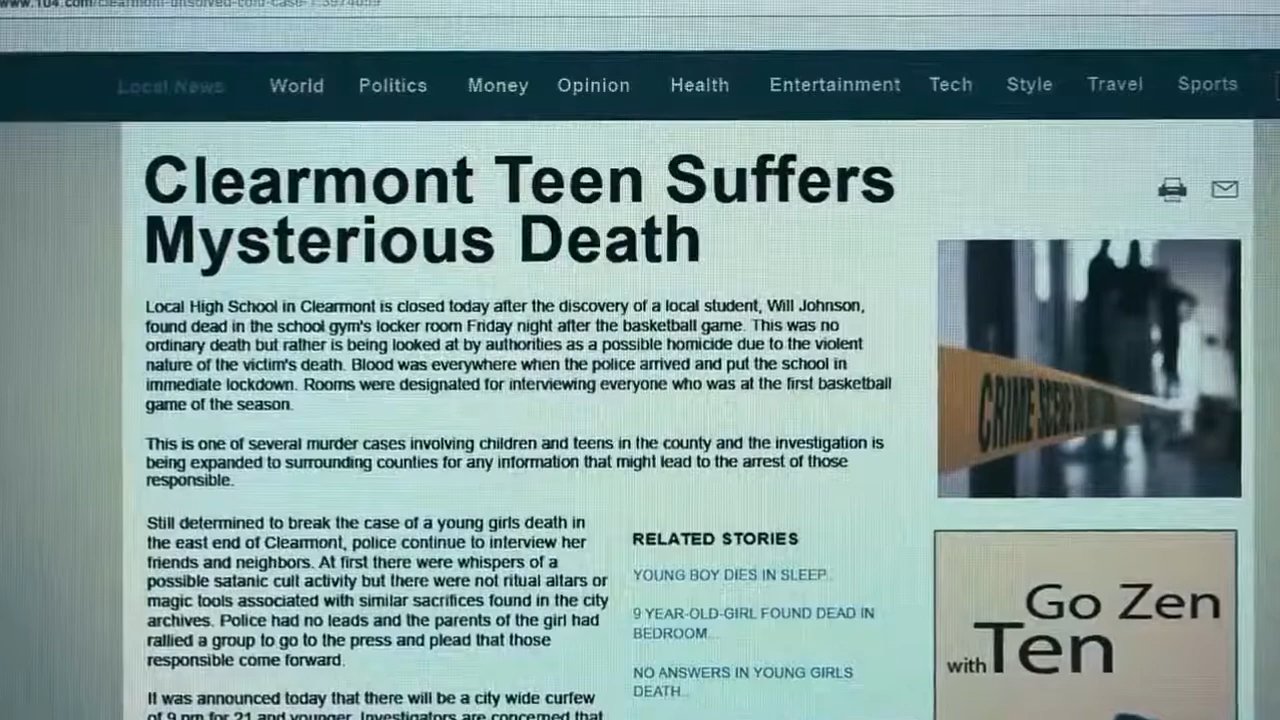 www.104.com/clearmont-unsolved-cold-case-1.3974059
Local News World Politics Money Opinion Health Entertainment Tech Style Travel Sports
Clearmont Teen Suffers
Mysterious Death
Local High School in Clearmont is closed today after the discovery of a local student, Will Johnson,
found dead in the school gym's locker room Friday night after the basketball game. This was no
ordinary death but rather is being looked at by authorities as a possible homicide due to the violent
nature of the victim's death. Blood was everywhere when the police arrived and put the school in
immediate lockdown. Rooms were designated for interviewing everyone who was at the first basketball
game of the season.
This is one of several murder cases involving children and teens in the county and the investigation is
being expanded to surrounding counties for any information that might lead to the arrest of those
responsible.
Still determined to break the case of a young girls death in
the east end of Clearmont, police continue to interview her
friends and neighbors. At first there were whispers of a
possible satanic cult activity but there were not ritual altars or
magic tools associated with similar sacrifices found in the city
archives. Police had no leads and the parents of the girl had
rallied a group to go to the press and plead that those
responsible come forward.
It was announced today that there will be a city wide curfew
of 9 pm for 21 and younger. Investigators are concerned that
RELATED STORIES
YOUNG BOY DIES IN SLEEP...
9 YEAR-OLD-GIRL FOUND DEAD IN
BEDROOM...
NO ANSWERS IN YOUNG GIRLS
DEATH...
CRIME SCENE
Go Zen
with Ten